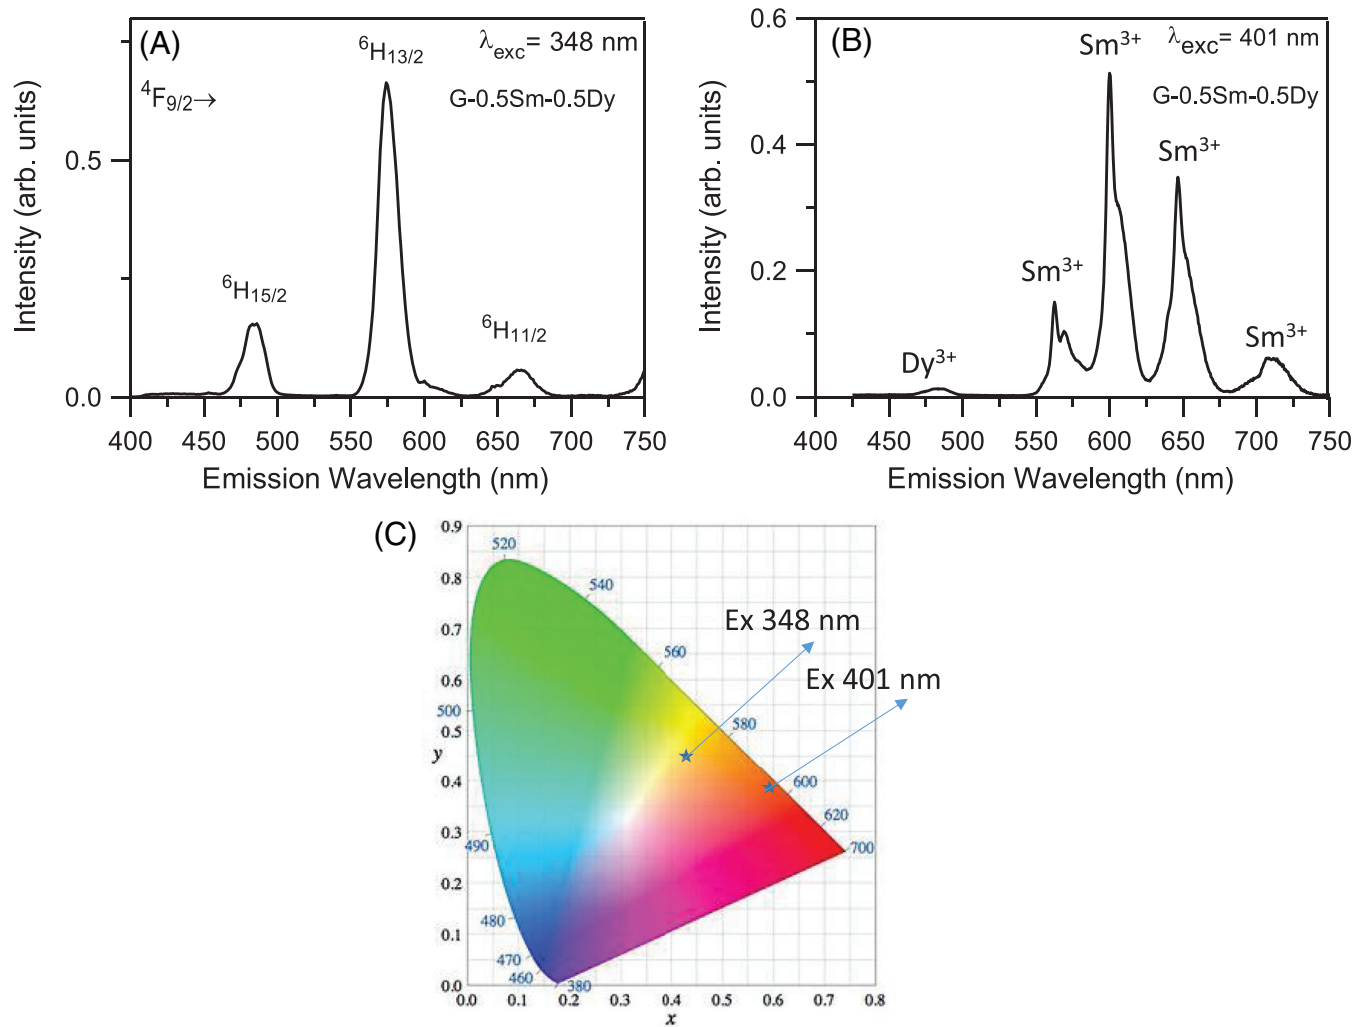 (A)
⁶H₁₃/₂
λexc= 348 nm
⁴F₉/₂→
G-0.5Sm-0.5Dy
⁶H₁₅/₂
⁶H₁₁/₂
0.5
0.0
Intensity (arb. units)
400 450 500 550 600 650 700 750
Emission Wavelength (nm)
(B)
Sm³⁺
λexc= 401 nm
G-0.5Sm-0.5Dy
Sm³⁺
Sm³⁺
Dy³⁺
Sm³⁺
0.6
0.4
0.2
0.0
Intensity (arb. units)
400 450 500 550 600 650 700 750
Emission Wavelength (nm)
(C)
0.9
0.8
0.7
0.6
0.5
y
0.4
0.3
0.2
0.1
0.0
520
540
560
580
600
620
700
500
490
480
470
460
380
Ex 348 nm
Ex 401 nm
0.0 0.1 0.2 0.3 0.4 0.5 0.6 0.7 0.8
x